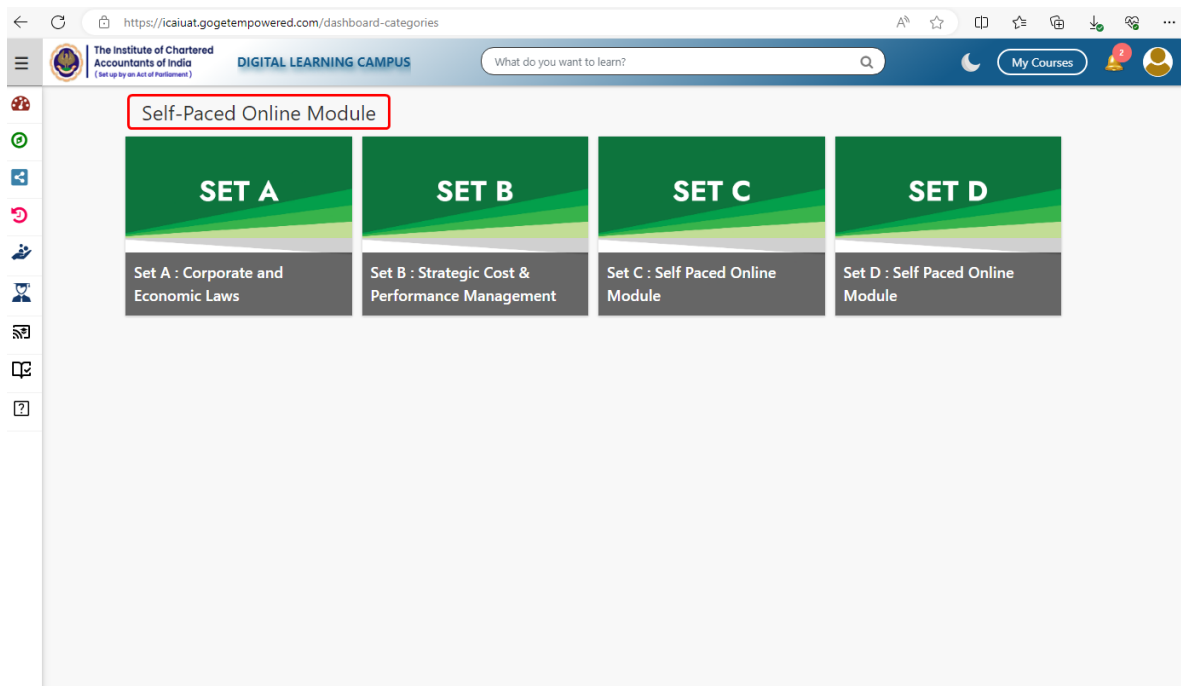 https://icaiuat.gogetempowered.com/dashboard-categories
The Institute of Chartered
Accountants of India
(Set up by an Act of Parliament)
DIGITAL LEARNING CAMPUS
What do you want to learn?
My Courses
2
Self-Paced Online Module
SET A
SET B
SET C
SET D
Set A : Corporate and
Economic Laws
Set B : Strategic Cost &
Performance Management
Set C : Self Paced Online
Module
Set D : Self Paced Online
Module